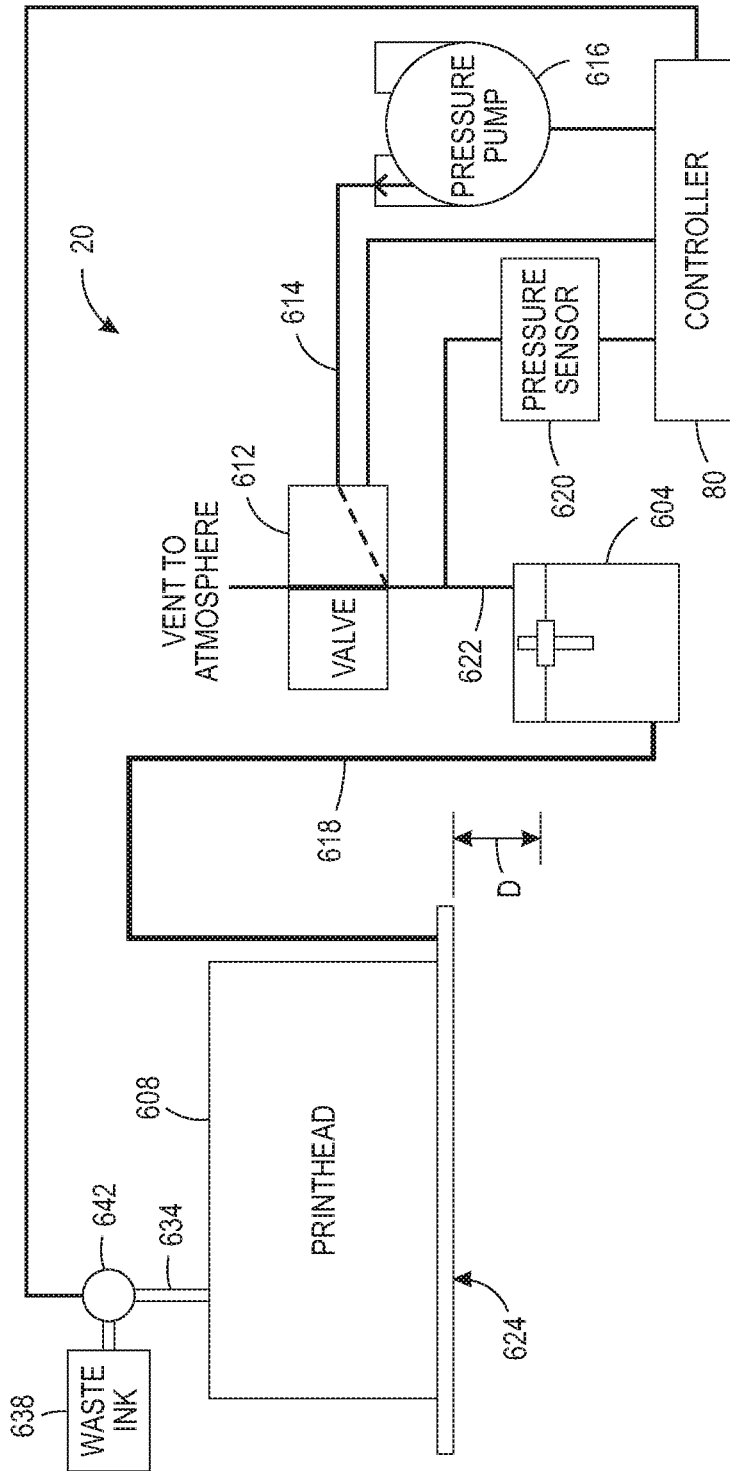 20
638
WASTE
INK
642
634
608
PRINTHEAD
624
618
D
VENT TO
ATMOSPHERE
612
VALVE
614
622
604
PRESSURE
PUMP
616
PRESSURE
SENSOR
620
CONTROLLER
80